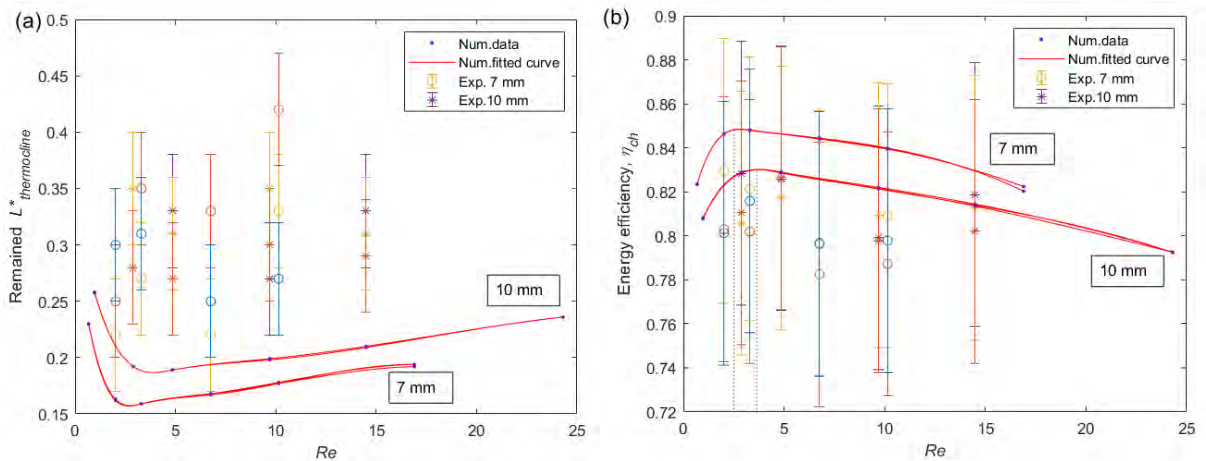 (a)
0.5
0.45
0.4
0.35
0.3
0.25
0.2
0.15
Remained L*thermocline
0
5
10
15
20
25
Re
Num.data
Num.fitted curve
Exp. 7 mm
Exp.10 mm
10 mm
7 mm
(b)
0.9
0.88
0.86
0.84
0.82
0.8
0.78
0.76
0.74
0.72
Energy efficiency, ηch
0
5
10
15
20
25
Re
Num.data
Num.fitted curve
Exp. 7 mm
Exp.10 mm
7 mm
10 mm